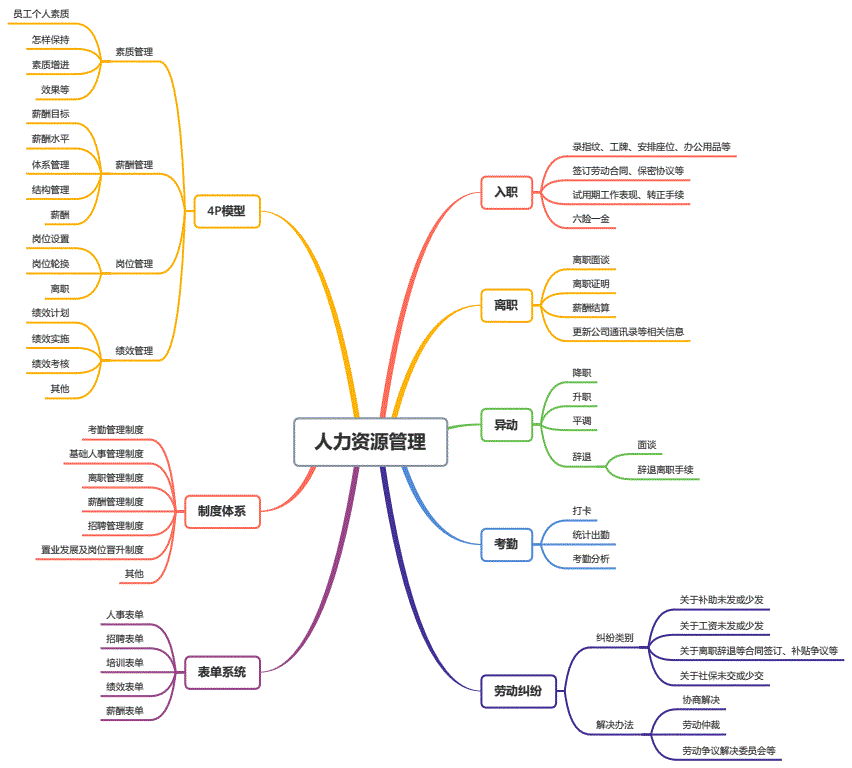 人力资源管理
4P模型
素质管理
员工个人素质
怎样保持
素质增进
效果等
薪酬管理
薪酬目标
薪酬水平
体系管理
结构管理
薪酬
岗位管理
岗位设置
岗位轮换
离职
绩效管理
绩效计划
绩效实施
绩效考核
其他
制度体系
考勤管理制度
基础人事管理制度
离职管理制度
薪酬管理制度
招聘管理制度
置业发展及岗位晋升制度
其他
表单系统
人事表单
招聘表单
培训表单
绩效表单
薪酬表单
入职
录指纹、工牌、安排座位、办公用品等
签订劳动合同、保密协议等
试用期工作表现、转正手续
六险一金
离职
离职面谈
离职证明
薪酬结算
更新公司通讯录等相关信息
异动
降职
升职
平调
辞退
面谈
辞退离职手续
考勤
打卡
统计出勤
考勤分析
劳动纠纷
纠纷类别
关于补助未发或少发
关于工资未发或少发
关于离职辞退等合同签订、补贴争议等
关于社保未交或少交
解决办法
协商解决
劳动仲裁
劳动争议解决委员会等